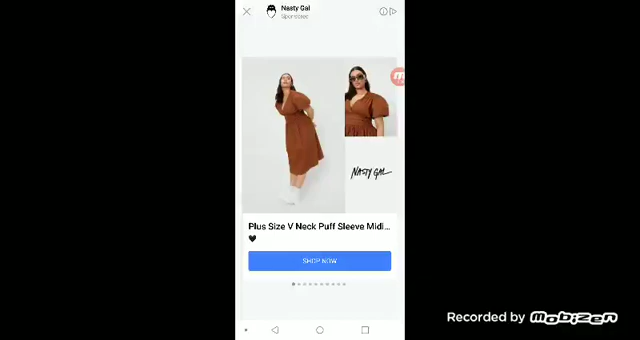 Nasty Gal
Sponsored
NASTY GAL
Plus Size V Neck Puff Sleeve Midi...
SHOP NOW
Recorded by Mobizen